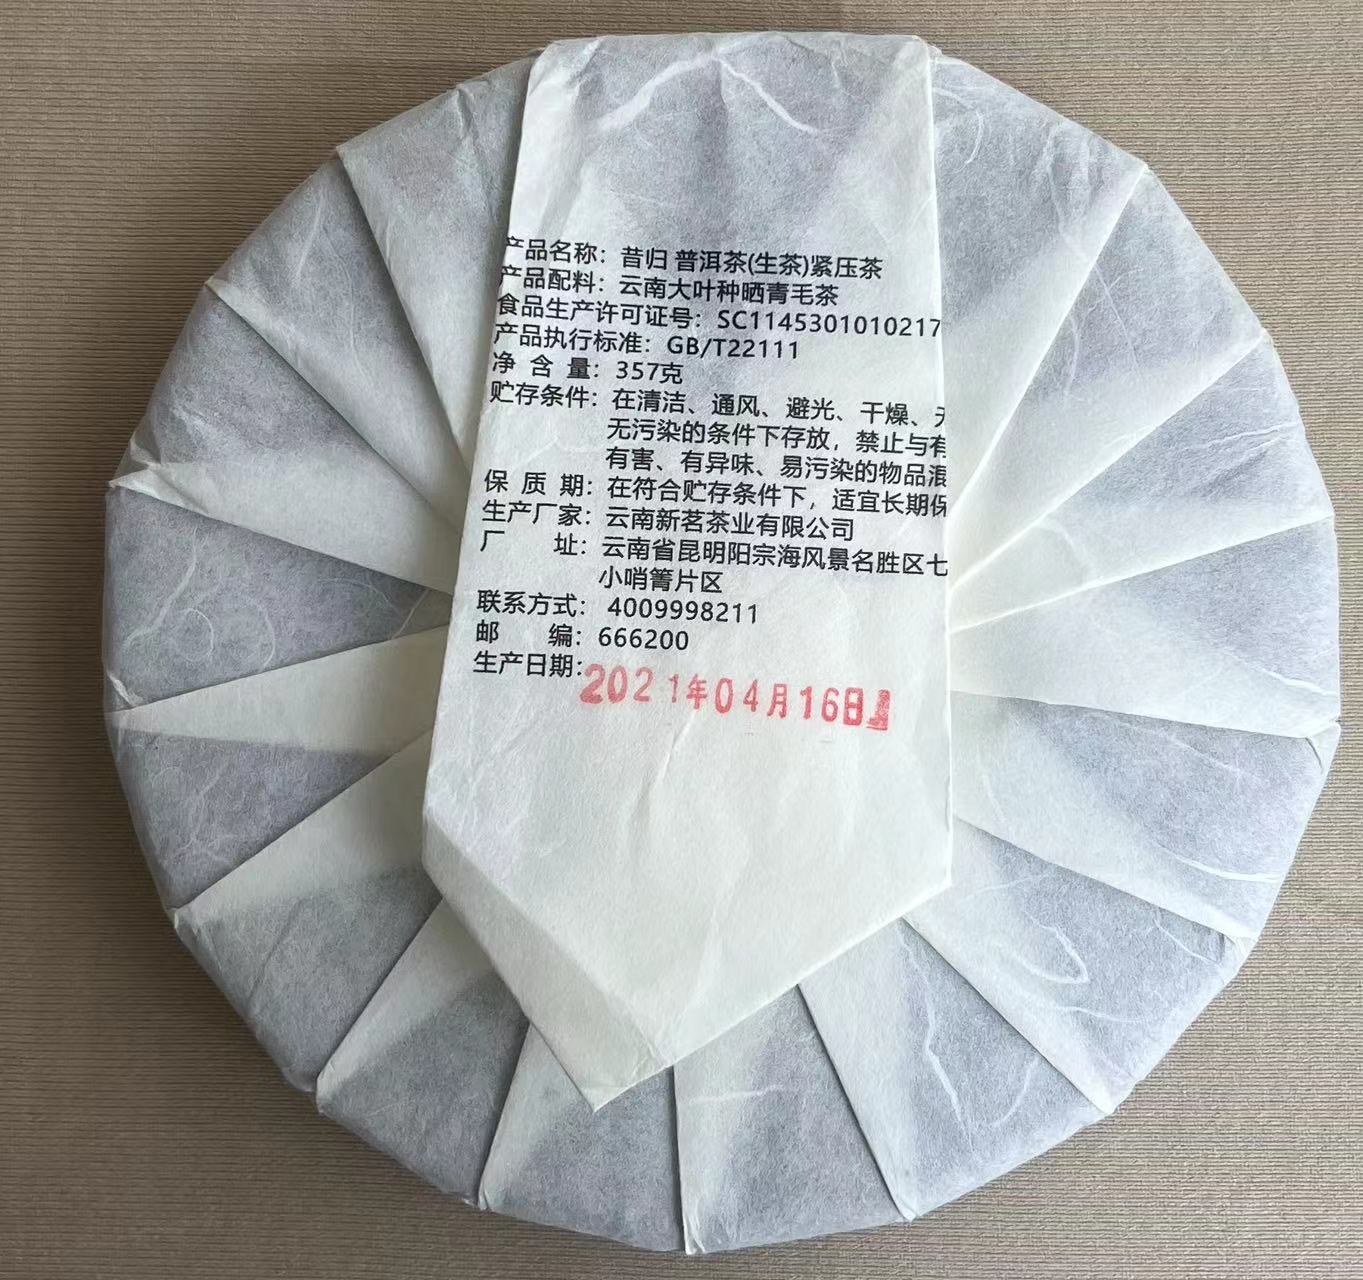 产品名称：昔归 普洱茶(生茶)紧压茶
产品配料：云南大叶种晒青毛茶
食品生产许可证号：SC1145301010217
产品执行标准：GB/T22111
净 含 量：357克
贮存条件：在清洁、通风、避光、干燥、
无污染的条件下存放，禁止与有
有害、有异味、易污染的物品混
保 质 期：在符合贮存条件下，适宜长期保
生产厂家：云南新茗茶业有限公司
厂 址：云南省昆明阳宗海风景名胜区七
小哨箐片区
联系方式：4009998211
邮 编：666200
生产日期：2021年04月16日